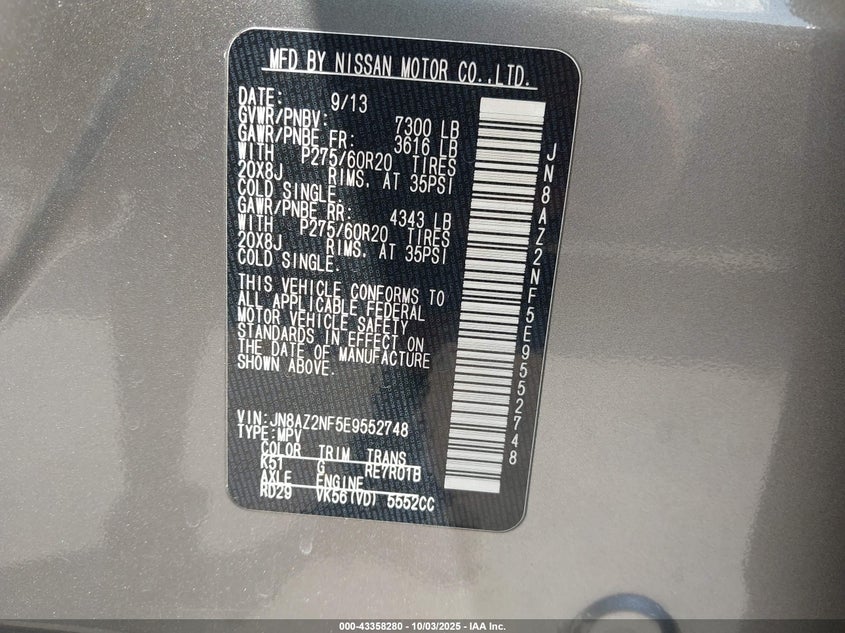 MFD BY NISSAN MOTOR CO.,LTD.
DATE: 9/13
GVWR/PNBV: 7300 LB
GAWR/PNBE FR: 3616 LB
WITH P275/60R20 TIRES
20X8J RIMS. AT 35PSI
COLD SINGLE.
GAWR/PNBE RR: 4343 LB
WITH P275/60R20 TIRES
20X8J RIMS. AT 35PSI
COLD SINGLE.
THIS VEHICLE CONFORMS TO
ALL APPLICABLE FEDERAL
MOTOR VEHICLE SAFETY
STANDARDS IN EFFECT ON
THE DATE OF MANUFACTURE
SHOWN ABOVE.
VIN:JN8AZ2NF5E9552748
TYPE:MPV
COLOR TRIM TRANS
K51 G RE7R01B
AXLE ENGINE
RD29 VK56(VD) 5552CC
JN8AZ2NF5E9552748
000-43358280 - 10/03/2025 - IAA Inc.